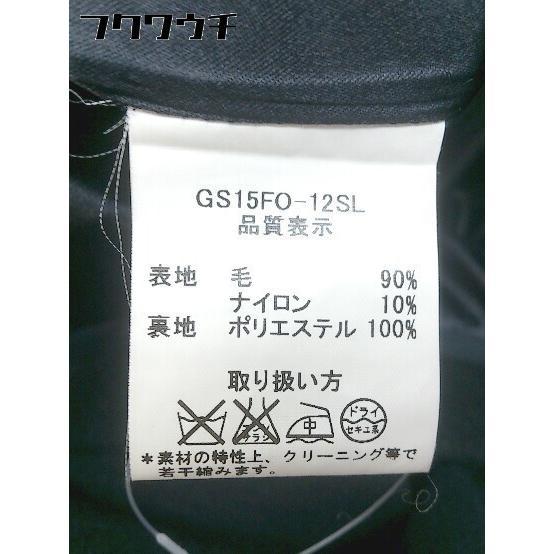 フクワウチ
GS15FO-12SL
品質表示
表地 毛 90%
ナイロン 10%
裏地 ポリエステル 100%
取り扱い方
中 ドライ
セキユ系
*素材の特性上、クリーニング等で
若干縮みます。